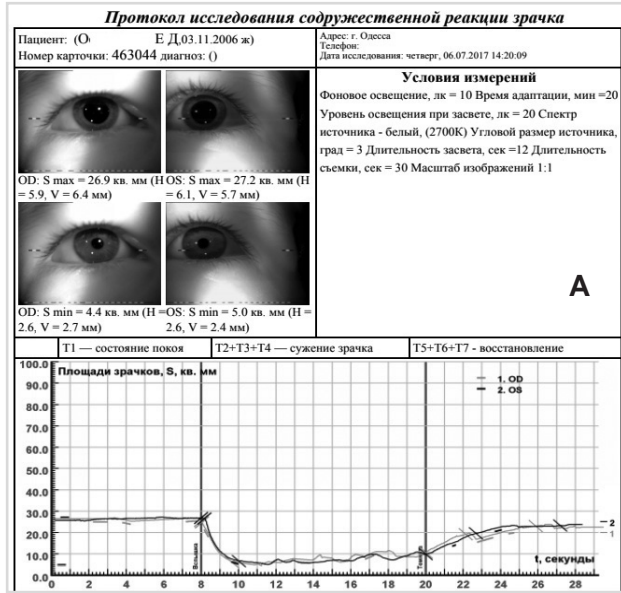 Протокол исследования содружественной реакции зрачка
Пациент: (О Е Д,03.11.2006 ж)
Номер карточки: 463044 диагноз: ()
Адрес: г. Одесса
Телефон:
Дата исследования: четверг, 06.07.2017 14:20:09
Условия измерений
Фоновое освещение, лк = 10 Время адаптации, мин =20
Уровень освещения при засвете, лк = 20 Спектр
источника - белый, (2700K) Угловой размер источника,
град = 3 Длительность засвета, сек =12 Длительность
съемки, сек = 30 Масштаб изображений 1:1
OD: S max = 26.9 кв. мм (H
= 5.9, V = 6.4 мм)
OS: S max = 27.2 кв. мм (H
= 6.1, V = 5.7 мм)
OD: S min = 4.4 кв. мм (H =
2.6, V = 2.7 мм)
OS: S min = 5.0 кв. мм (H =
2.6, V = 2.4 мм)
A
T1 — состояние покоя
T2+T3+T4 — сужение зрачка
T5+T6+T7 - восстановление
Площади зрачков, S, кв. мм
1. OD
2. OS
100.0
90.0
80.0
70.0
60.0
50.0
40.0
30.0
20.0
10.0
0.0
Вспышка
2
1
t, секунды
0 2 4 6 8 10 12 14 16 18 20 22 24 26 28